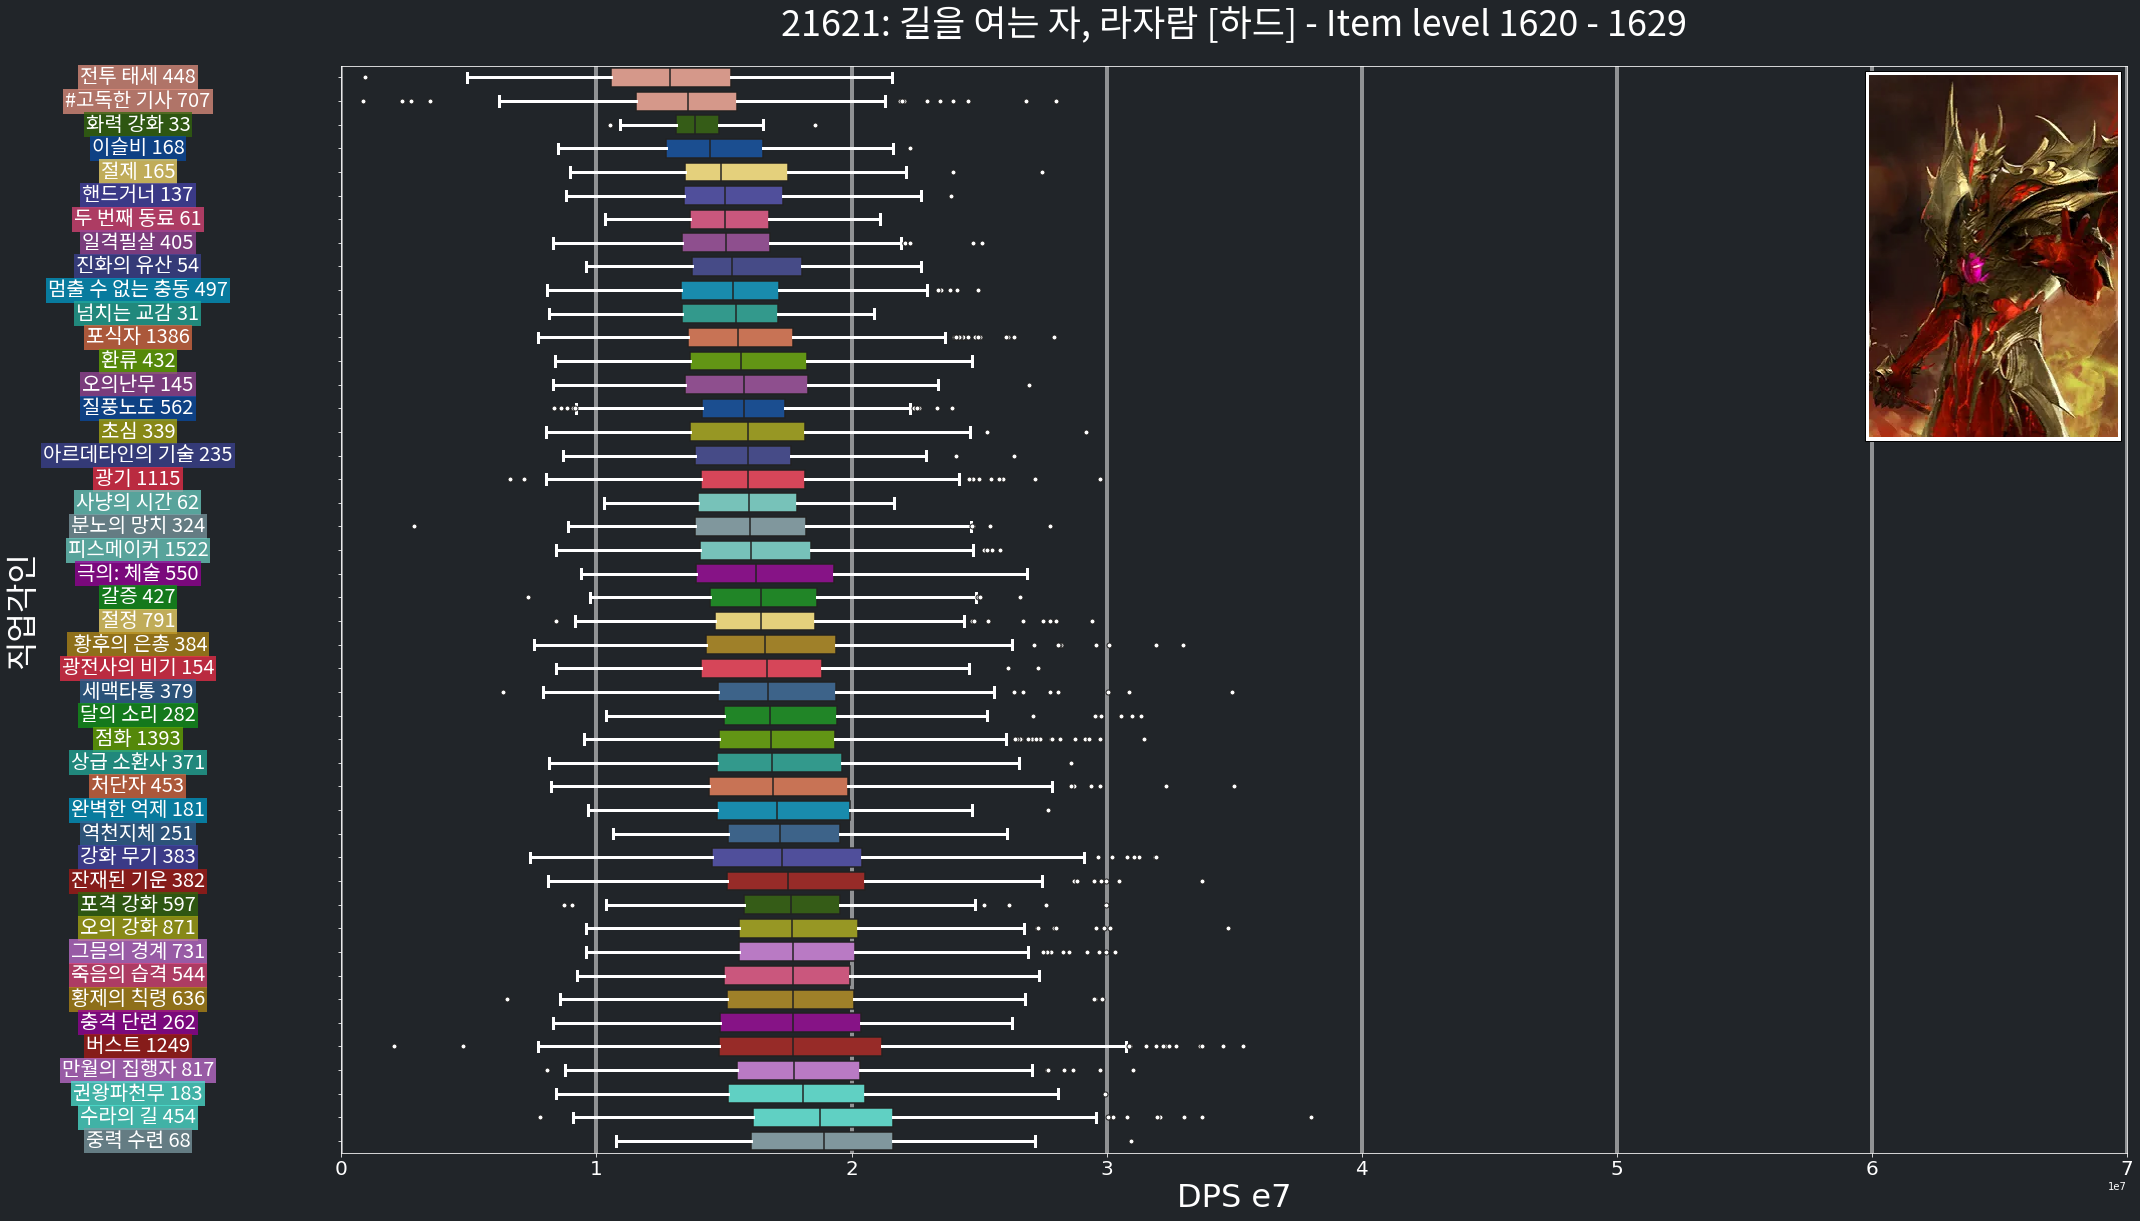 21621: 길을 여는 자, 라자람 [하드] - Item level 1620 - 1629
직업각인
전투 태세 448
#고독한 기사 707
화력 강화 33
이슬비 168
절제 165
핸드거너 137
두 번째 동료 61
일격필살 405
진화의 유산 54
멈출 수 없는 충동 497
넘치는 교감 31
포식자 1386
환류 432
오의난무 145
질풍노도 562
초심 339
아르데타인의 기술 235
광기 1115
사냥의 시간 62
분노의 망치 324
피스메이커 1522
극의: 체술 550
갈증 427
절정 791
황후의 은총 384
광전사의 비기 154
세맥타통 379
달의 소리 282
점화 1393
상급 소환사 371
처단자 453
완벽한 억제 181
역천지체 251
강화 무기 383
잔재된 기운 382
포격 강화 597
오의 강화 871
그믐의 경계 731
죽음의 습격 544
황제의 칙령 636
충격 단련 262
버스트 1249
만월의 집행자 817
권왕파천무 183
수라의 길 454
중력 수련 68
0 1 2 3 4 5 6 7
DPS e7
1e7